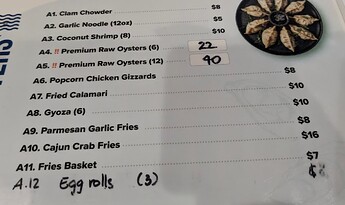 A1. Clam Chowder $8
A2. Garlic Noodle (12oz) $5
A3. Coconut Shrimp (8) $10
A4. !! Premium Raw Oysters (6) 22
A5. !! Premium Raw Oysters (12) 40
A6. Popcorn Chicken Gizzards $8
A7. Fried Calamari $10
A8. Gyoza (6) $10
A9. Parmesan Garlic Fries $8
A10. Cajun Crab Fries $16
A11. Fries Basket $7
A.12 Egg rolls (3)